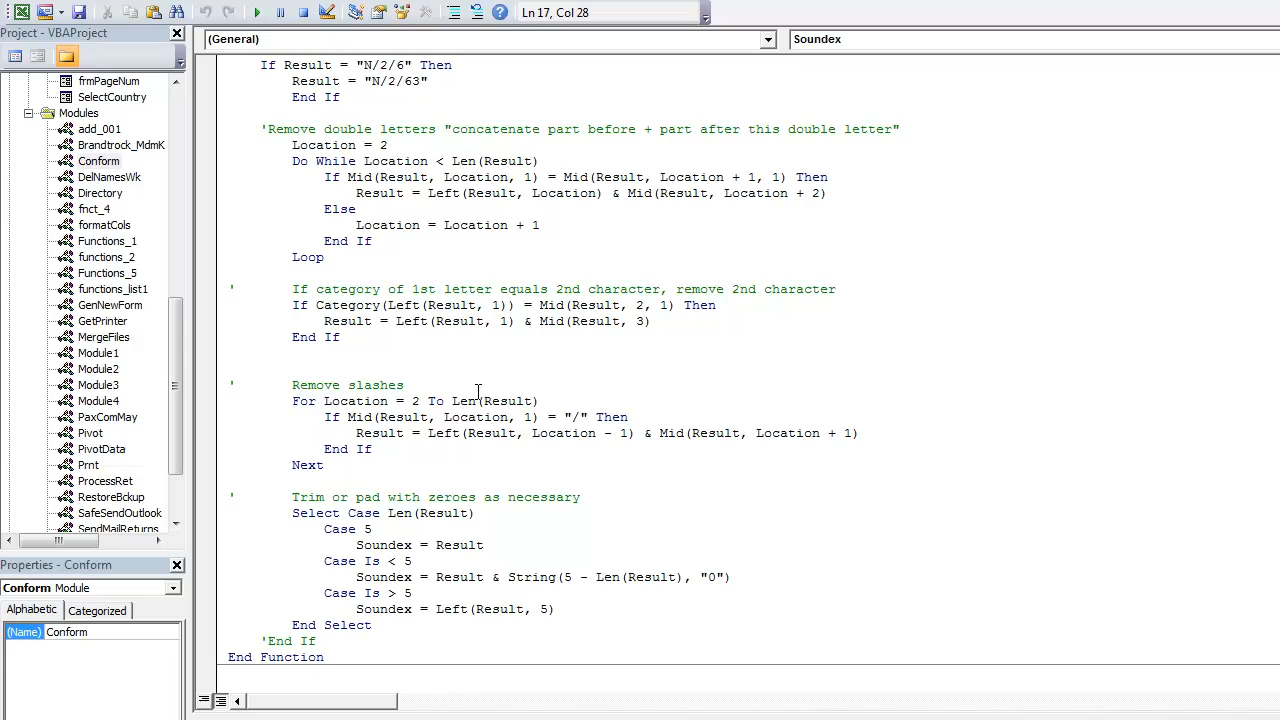 Ln 17, Col 28
Project - VBAProject
(General)
Soundex
frmPageNum
SelectCountry
Modules
add_001
Brandtrock_MdmK
Conform
DelNamesWk
Directory
fnct_4
formatCols
Functions_1
functions_2
Functions_5
functions_list1
GenNewForm
GetPrinter
MergeFiles
Module1
Module2
Module3
Module4
PaxComMay
Pivot
PivotData
Prnt
ProcessRet
RestoreBckup
SafeSendOutlook
SendMailReturns
Properties - Conform
Conform Module
Alphabetic Categorized
(Name) Conform
If Result = "N/2/6" Then
Result = "N/2/63"
End If
'Remove double letters "concatenate part before + part after this double letter"
Location = 2
Do While Location < Len(Result)
If Mid(Result, Location, 1) = Mid(Result, Location + 1, 1) Then
Result = Left(Result, Location) & Mid(Result, Location + 2)
Else
Location = Location + 1
End If
Loop
' If category of 1st letter equals 2nd character, remove 2nd character
If Category(Left(Result, 1)) = Mid(Result, 2, 1) Then
Result = Left(Result, 1) & Mid(Result, 3)
End If
' Remove slashes
For Location = 2 To Len(Result)
If Mid(Result, Location, 1) = "/" Then
Result = Left(Result, Location - 1) & Mid(Result, Location + 1)
End If
Next
' Trim or pad with zeroes as necessary
Select Case Len(Result)
Case 5
Soundex = Result
Case Is < 5
Soundex = Result & String(5 - Len(Result), "0")
Case Is > 5
Soundex = Left(Result, 5)
End Select
'End If
End Function